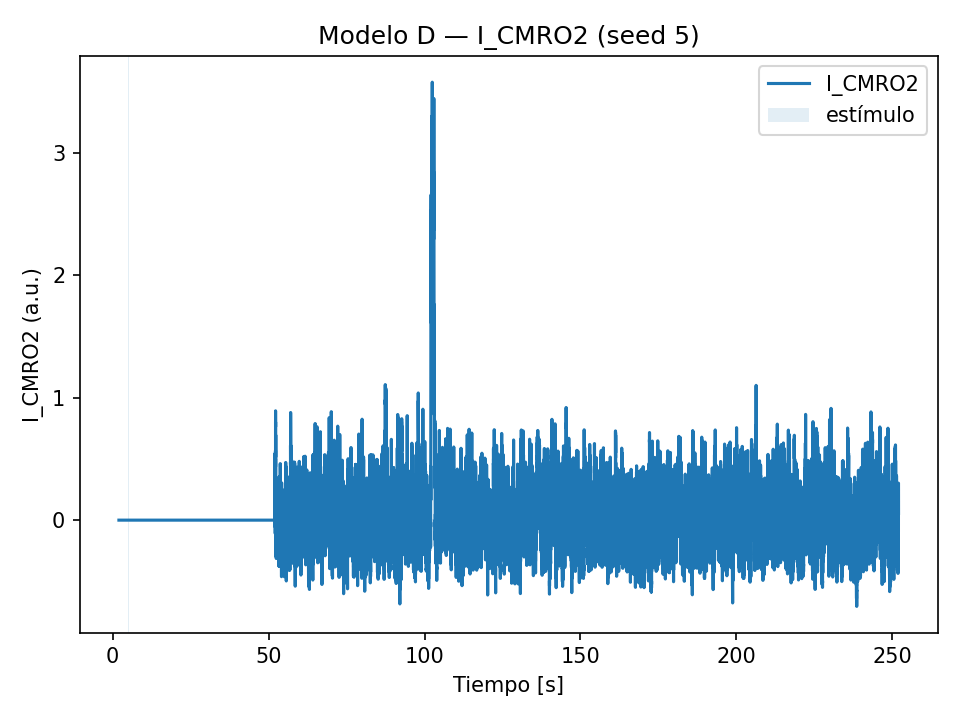 Modelo D — I_CMRO2 (seed 5)
I_CMRO2
estímulo
I_CMRO2 (a.u.)
3
2
1
0
0 50 100 150 200 250
Tiempo [s]